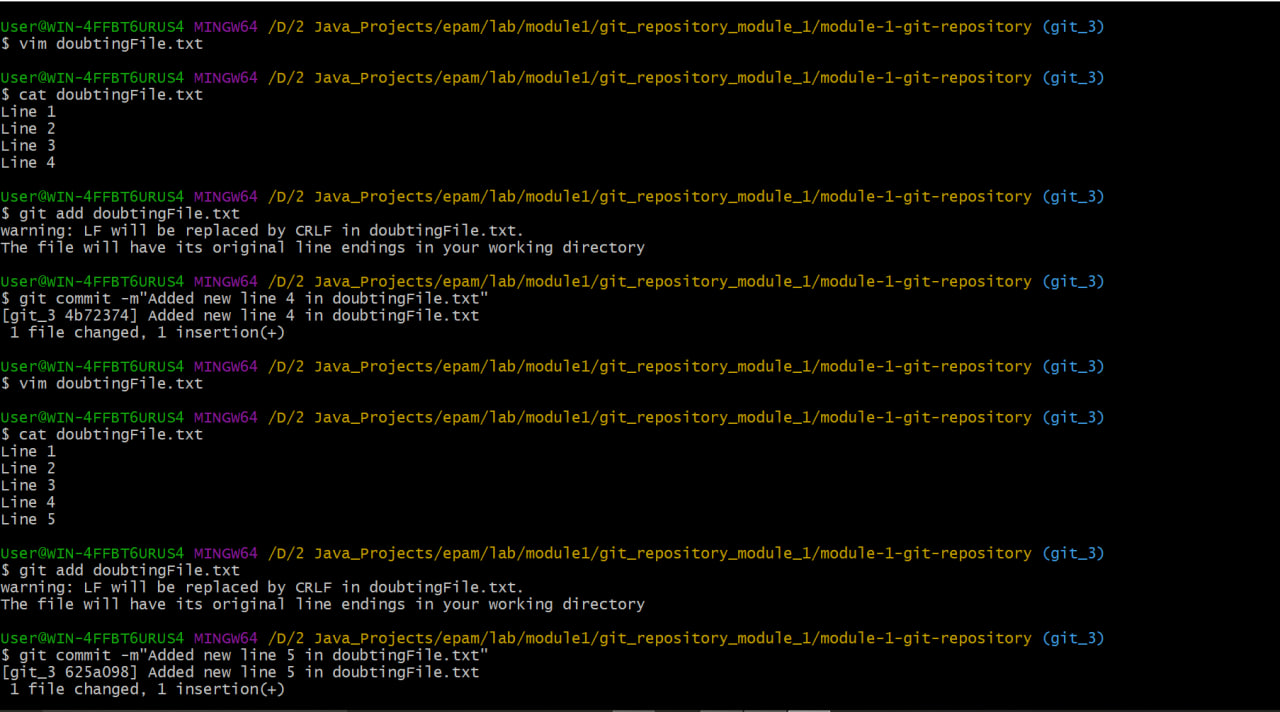 User@WIN-4FFBT6URUS4 MINGW64 /D/2 Java_Projects/epam/lab/module1/git_repository_module_1/module-1-git-repository (git_3)
$ vim doubtingFile.txt
User@WIN-4FFBT6URUS4 MINGW64 /D/2 Java_Projects/epam/lab/module1/git_repository_module_1/module-1-git-repository (git_3)
$ cat doubtingFile.txt
Line 1
Line 2
Line 3
Line 4
User@WIN-4FFBT6URUS4 MINGW64 /D/2 Java_Projects/epam/lab/module1/git_repository_module_1/module-1-git-repository (git_3)
$ git add doubtingFile.txt
warning: LF will be replaced by CRLF in doubtingFile.txt.
The file will have its original line endings in your working directory
User@WIN-4FFBT6URUS4 MINGW64 /D/2 Java_Projects/epam/lab/module1/git_repository_module_1/module-1-git-repository (git_3)
$ git commit -m"Added new line 4 in doubtingFile.txt"
[git_3 4b72374] Added new line 4 in doubtingFile.txt
 1 file changed, 1 insertion(+)
User@WIN-4FFBT6URUS4 MINGW64 /D/2 Java_Projects/epam/lab/module1/git_repository_module_1/module-1-git-repository (git_3)
$ vim doubtingFile.txt
User@WIN-4FFBT6URUS4 MINGW64 /D/2 Java_Projects/epam/lab/module1/git_repository_module_1/module-1-git-repository (git_3)
$ cat doubtingFile.txt
Line 1
Line 2
Line 3
Line 4
Line 5
User@WIN-4FFBT6URUS4 MINGW64 /D/2 Java_Projects/epam/lab/module1/git_repository_module_1/module-1-git-repository (git_3)
$ git add doubtingFile.txt
warning: LF will be replaced by CRLF in doubtingFile.txt.
The file will have its original line endings in your working directory
User@WIN-4FFBT6URUS4 MINGW64 /D/2 Java_Projects/epam/lab/module1/git_repository_module_1/module-1-git-repository (git_3)
$ git commit -m"Added new line 5 in doubtingFile.txt"
[git_3 625a098] Added new line 5 in doubtingFile.txt
 1 file changed, 1 insertion(+)